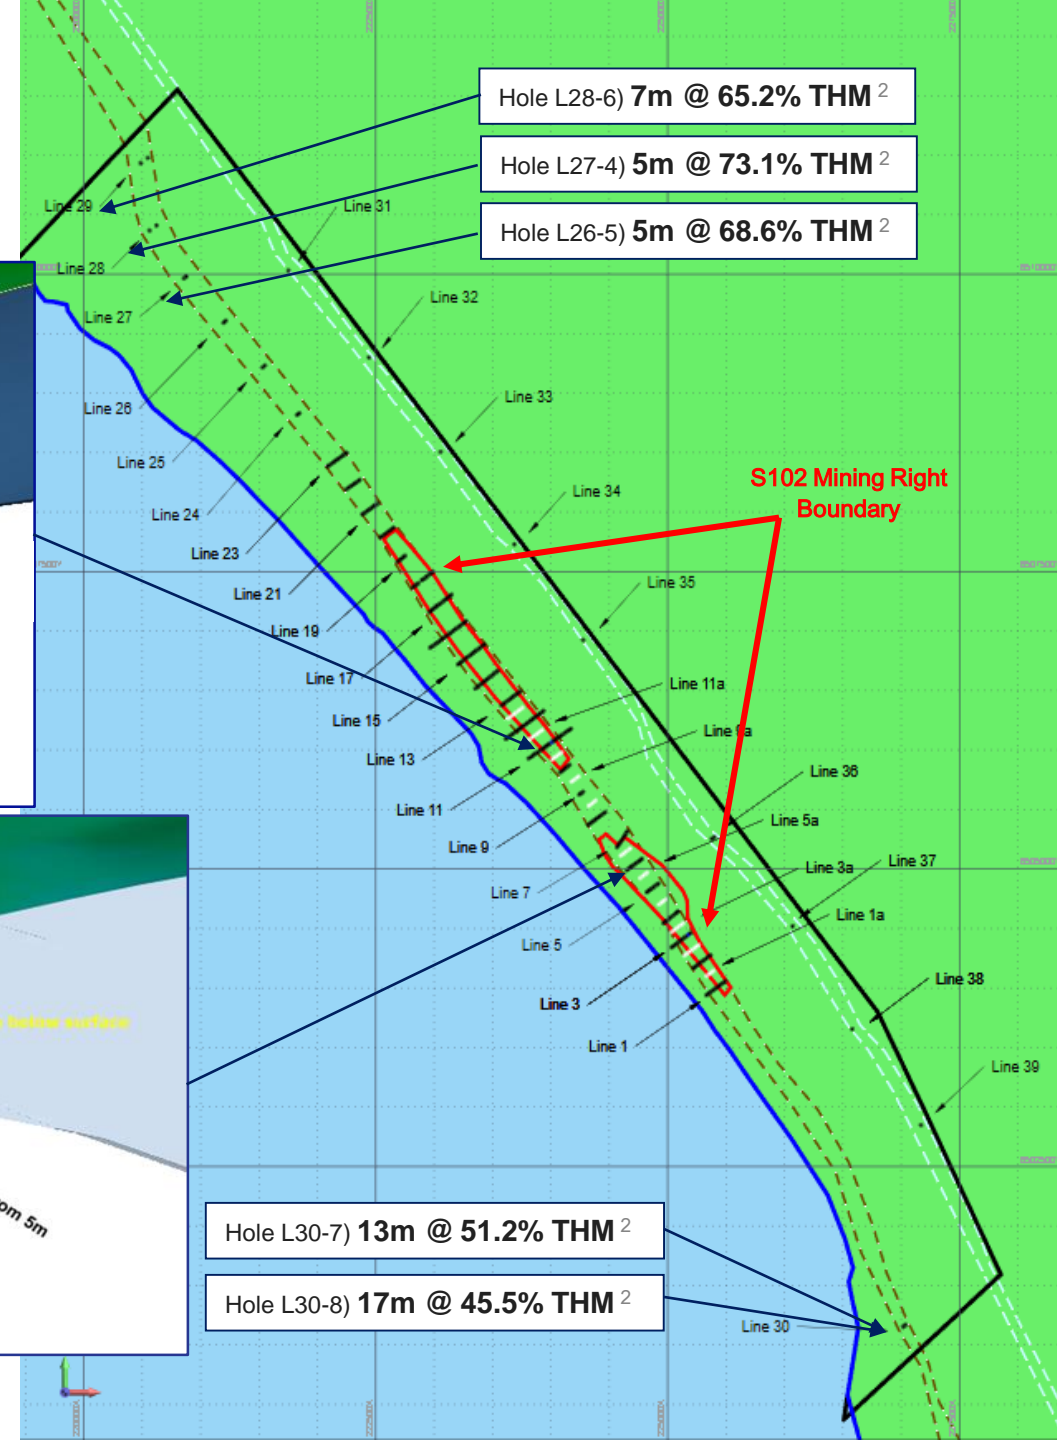 Hole L28-6) 7m @ 65.2% THM 2
Hole L27-4) 5m @ 73.1% THM 2
Hole L26-5) 5m @ 68.6% THM 2
Line 29
Line 31
Line 28
Line 32
Line 27
Line 33
Line 26
Line 25
S102 Mining Right
Boundary
Line 34
Line 24
Line 23
Line 35
Line 21
Line 19
Line 17
Line 11a
Line 15
Line 9a
Line 13
Line 36
Line 11
Line 5a
Line 9
Line 3a
Line 37
Line 7
Line 1a
Line 5
Line 38
Line 3
below surface
Line 1
Line 39
om 5m
Hole L30-7) 13m @ 51.2% THM 2
Hole L30-8) 17m @ 45.5% THM 2
Line 30